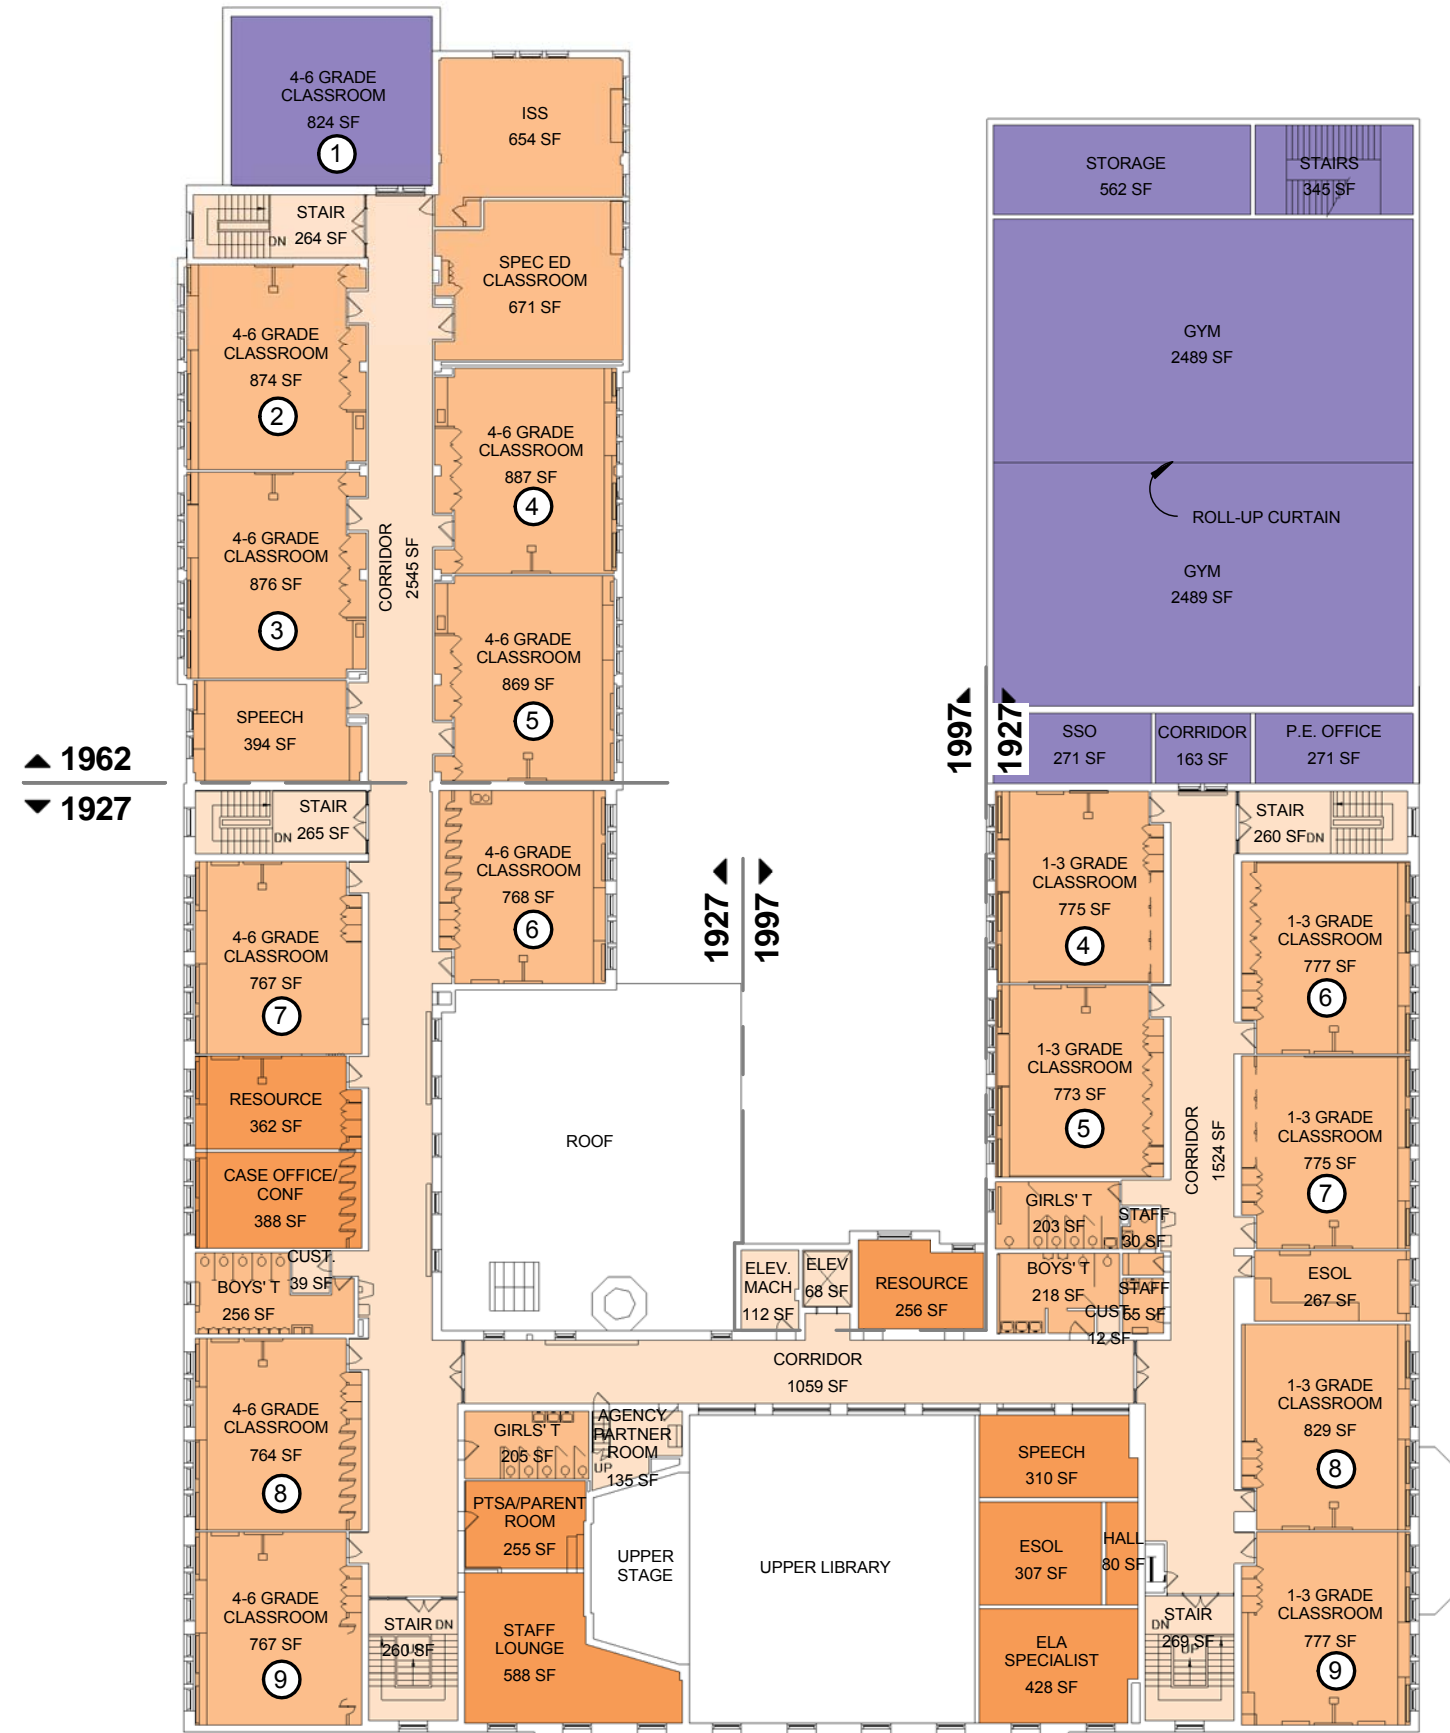 4-6 GRADE
CLASSROOM
824 SF
1
ISS
654 SF
STAIR
264 SF
DN
SPEC ED
CLASSROOM
671 SF
4-6 GRADE
CLASSROOM
874 SF
2
4-6 GRADE
CLASSROOM
887 SF
4
4-6 GRADE
CLASSROOM
876 SF
3
CORRIDOR
2545 SF
4-6 GRADE
CLASSROOM
869 SF
5
SPEECH
394 SF
1962
1927
STAIR
265 SF
DN
4-6 GRADE
CLASSROOM
768 SF
6
4-6 GRADE
CLASSROOM
767 SF
7
RESOURCE
362 SF
CASE OFFICE/
CONF
388 SF
CUST.
39 SF
BOYS' T
256 SF
4-6 GRADE
CLASSROOM
764 SF
8
4-6 GRADE
CLASSROOM
767 SF
9
STAIR
DN
260 SF
UP
ROOF
1927
1997
ELEV.
MACH
112 SF
ELEV
68 SF
RESOURCE
256 SF
CORRIDOR
1059 SF
GIRLS' T
205 SF
AGENCY
PARTNER
ROOM
135 SF
UP
PTSA/PARENT
ROOM
255 SF
STAFF
LOUNGE
588 SF
UPPER
STAGE
UPPER LIBRARY
SPEECH
310 SF
ESOL
307 SF
HALL
80 SF
L
ELA
SPECIALIST
428 SF
STAIR
DN
269 SF
UP
STORAGE
562 SF
STAIRS
345 SF
GYM
2489 SF
ROLL-UP CURTAIN
GYM
2489 SF
1997
1927
SSO
271 SF
CORRIDOR
163 SF
P.E. OFFICE
271 SF
STAIR
260 SF
DN
1-3 GRADE
CLASSROOM
775 SF
4
1-3 GRADE
CLASSROOM
777 SF
6
1-3 GRADE
CLASSROOM
773 SF
5
CORRIDOR
1524 SF
1-3 GRADE
CLASSROOM
775 SF
7
GIRLS' T
203 SF
STAFF
30 SF
BOYS' T
218 SF
STAFF
55 SF
CUST.
12 SF
ESOL
267 SF
1-3 GRADE
CLASSROOM
829 SF
8
1-3 GRADE
CLASSROOM
777 SF
9